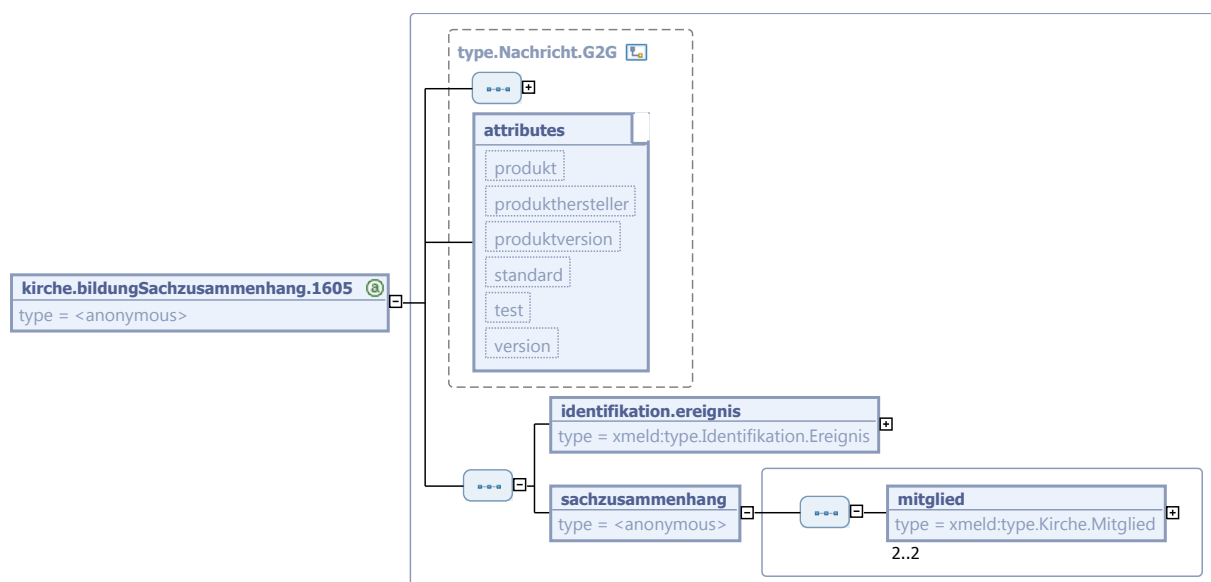 type.Nachricht.G2G
attributes
produkt
produkthersteller
produktversion
standard
test
version
kirche.bildungSachzusammenhang.1605 a
type = <anonymous>
identifikation.ereignis
type = xmeld:type.Identifikation.Ereignis
sachzusammenhang
type = <anonymous>
mitglied
type = xmeld:type.Kirche.Mitglied
2..2